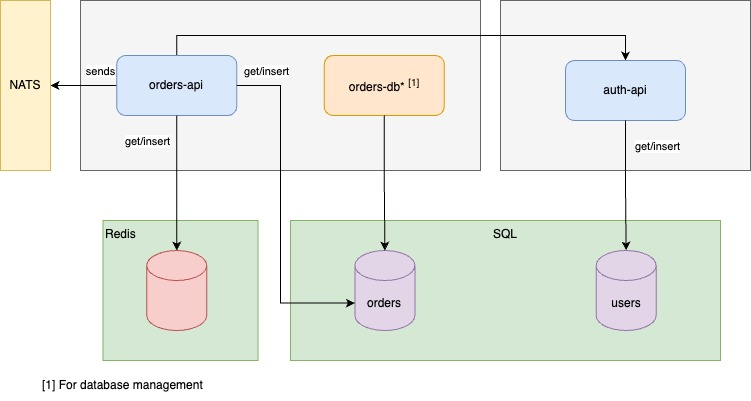 sends
get/insert
NATS
orders-api
orders-db* [1]
auth-api
get/insert
get/insert
Redis
SQL
orders
users
[1] For database management